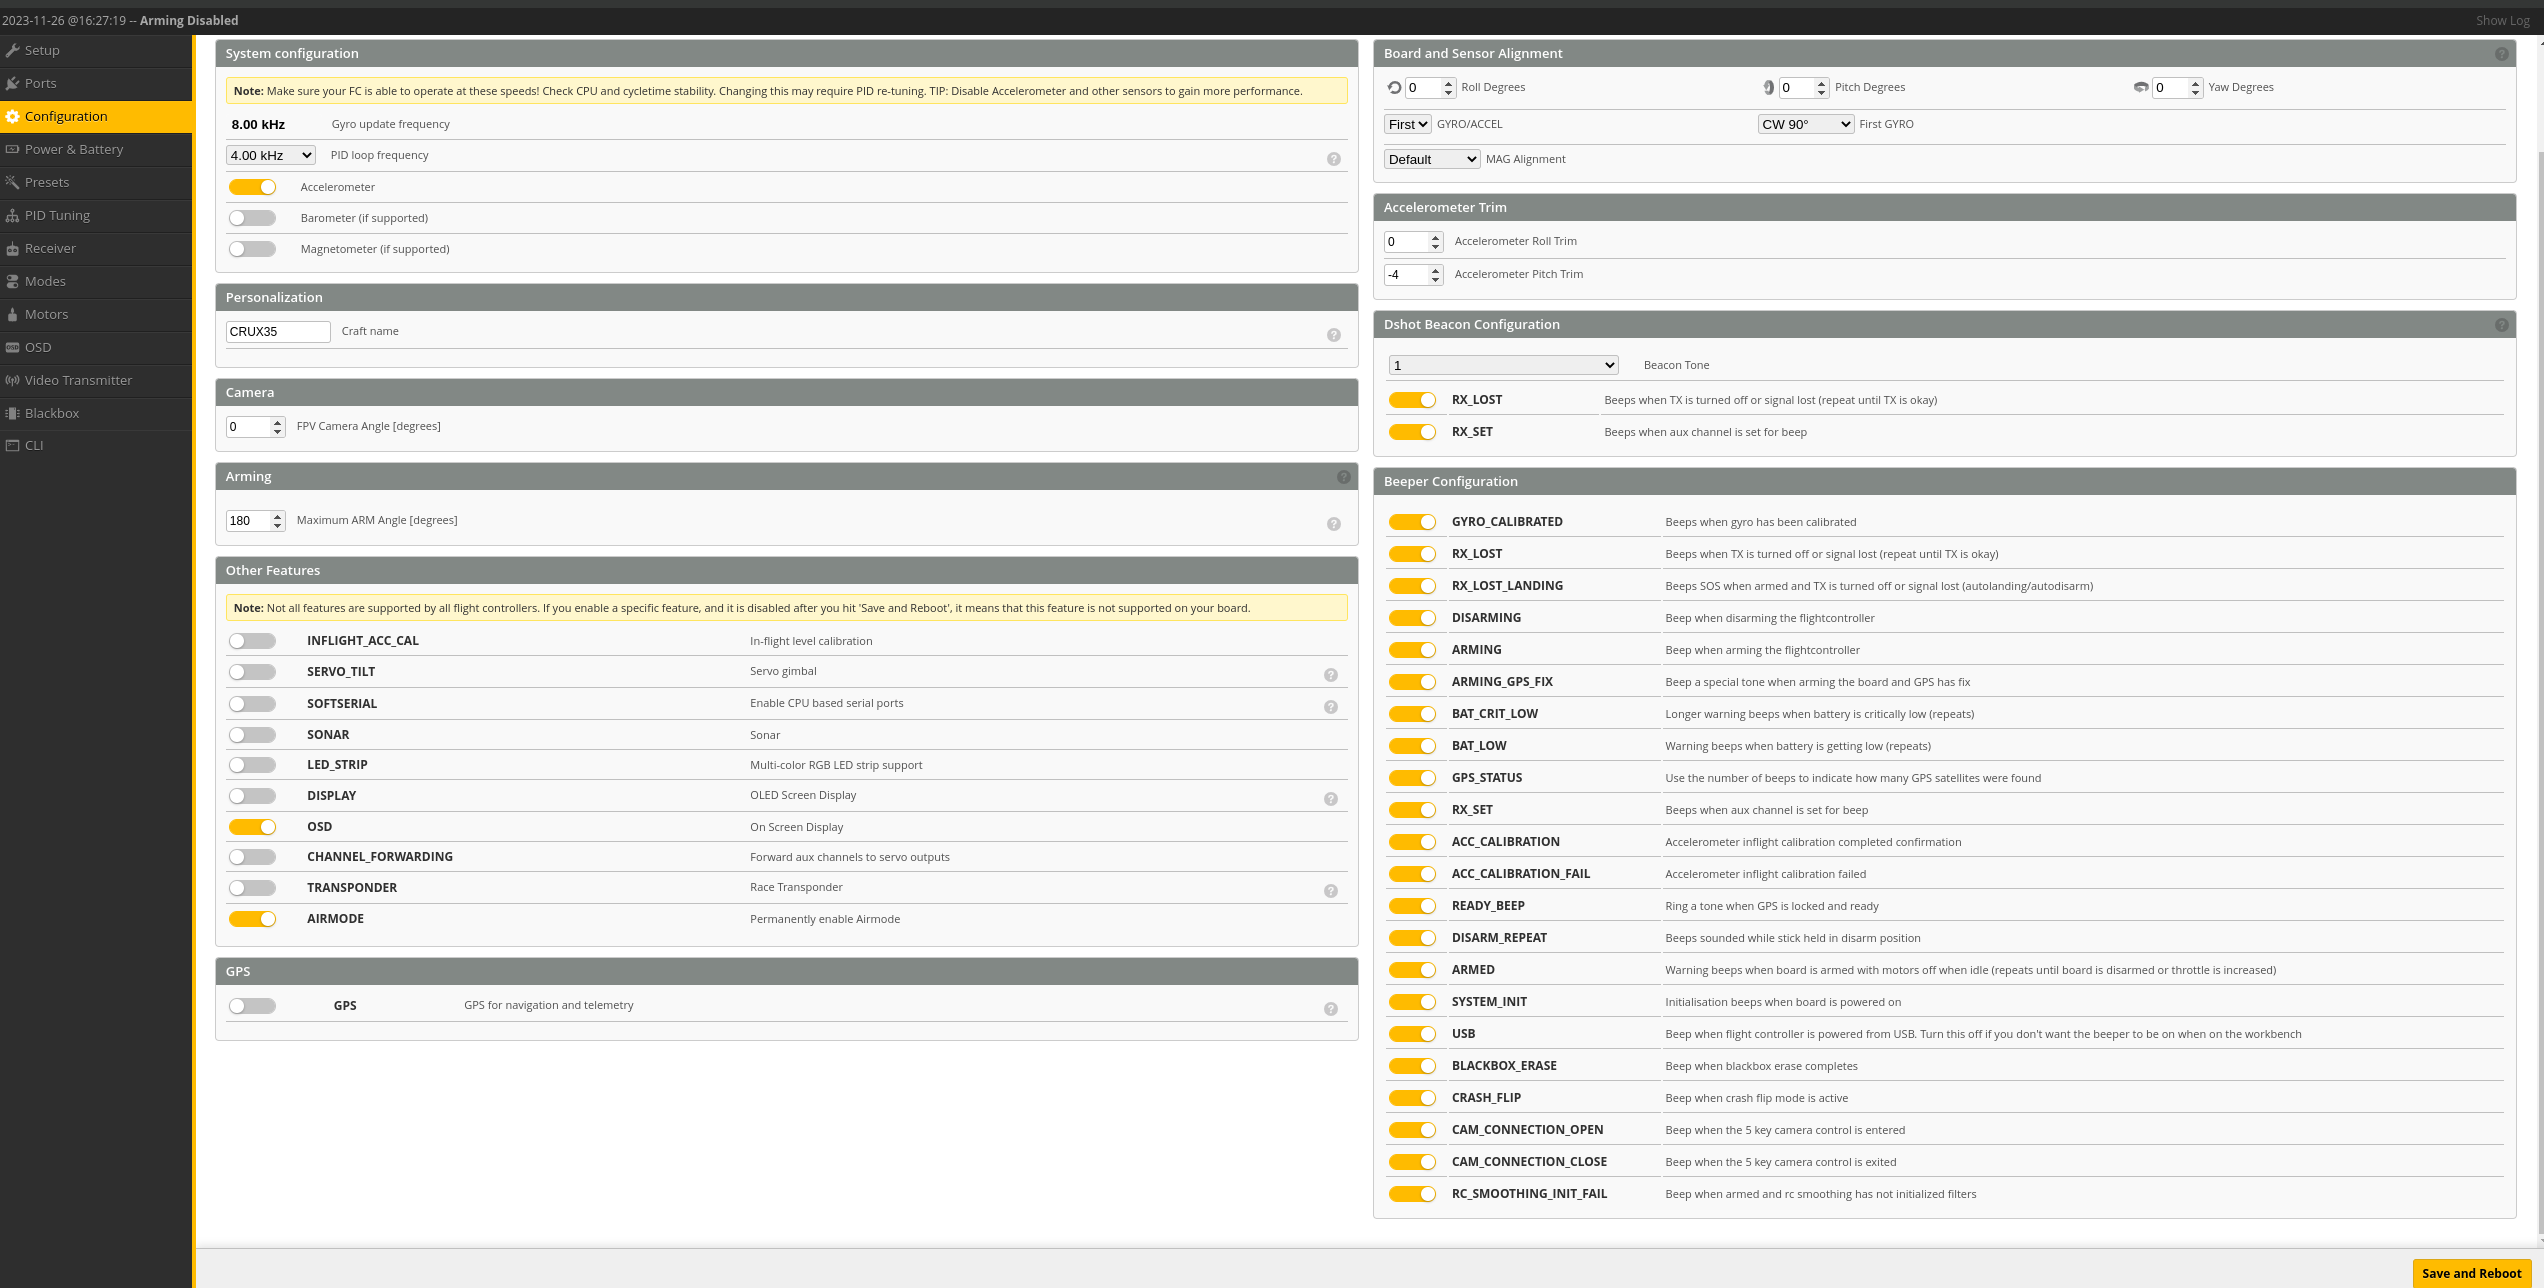 2023-11-26 @16:27:19 -- Arming Disabled
Show Log
Setup
Ports
Configuration
Power & Battery
Presets
PID Tuning
Receiver
Modes
Motors
OSD
Video Transmitter
Blackbox
CLI
System configuration
Note: Make sure your FC is able to operate at these speeds! Check CPU and cycletime stability. Changing this may require PID re-tuning. TIP: Disable Accelerometer and other sensors to gain more performance.
8.00 kHz Gyro update frequency
4.00 kHz PID loop frequency
Accelerometer
Barometer (if supported)
Magnetometer (if supported)
Personalization
CRUX35 Craft name
Camera
0 FPV Camera Angle [degrees]
Arming
180 Maximum ARM Angle [degrees]
Other Features
Note: Not all features are supported by all flight controllers. If you enable a specific feature, and it is disabled after you hit 'Save and Reboot', it means that this feature is not supported on your board.
INFLIGHT_ACC_CAL In-flight level calibration
SERVO_TILT Servo gimbal
SOFTSERIAL Enable CPU based serial ports
SONAR Sonar
LED_STRIP Multi-color RGB LED strip support
DISPLAY OLED Screen Display
OSD On Screen Display
CHANNEL_FORWARDING Forward aux channels to servo outputs
TRANSPONDER Race Transponder
AIRMODE Permanently enable Airmode
GPS
GPS GPS for navigation and telemetry
Board and Sensor Alignment
0 Roll Degrees 0 Pitch Degrees 0 Yaw Degrees
First GYRO/ACCEL CW 90° First GYRO
Default MAG Alignment
Accelerometer Trim
0 Accelerometer Roll Trim
-4 Accelerometer Pitch Trim
Dshot Beacon Configuration
1 Beacon Tone
RX_LOST Beeps when TX is turned off or signal lost (repeat until TX is okay)
RX_SET Beeps when aux channel is set for beep
Beeper Configuration
GYRO_CALIBRATED Beeps when gyro has been calibrated
RX_LOST Beeps when TX is turned off or signal lost (repeat until TX is okay)
RX_LOST_LANDING Beeps SOS when armed and TX is turned off or signal lost (autolanding/autodisarm)
DISARMING Beep when disarming the flightcontroller
ARMING Beep when arming the flightcontroller
ARMING_GPS_FIX Beep a special tone when arming the board and GPS has fix
BAT_CRIT_LOW Longer warning beeps when battery is critically low (repeats)
BAT_LOW Warning beeps when battery is getting low (repeats)
GPS_STATUS Use the number of beeps to indicate how many GPS satellites were found
RX_SET Beeps when aux channel is set for beep
ACC_CALIBRATION Accelerometer inflight calibration completed confirmation
ACC_CALIBRATION_FAIL Accelerometer inflight calibration failed
READY_BEEP Ring a tone when GPS is locked and ready
DISARM_REPEAT Beeps sounded while stick held in disarm position
ARMED Warning beeps when board is armed with motors off when idle (repeats until board is disarmed or throttle is increased)
SYSTEM_INIT Initialisation beeps when board is powered on
USB Beep when flight controller is powered from USB. Turn this off if you don't want the beeper to be on when on the workbench
BLACKBOX_ERASE Beep when blackbox erase completes
CRASH_FLIP Beep when crash flip mode is active
CAM_CONNECTION_OPEN Beep when the 5 key camera control is entered
CAM_CONNECTION_CLOSE Beep when the 5 key camera control is exited
RC_SMOOTHING_INIT_FAIL Beep when armed and rc smoothing has not initialized filters
Save and Reboot